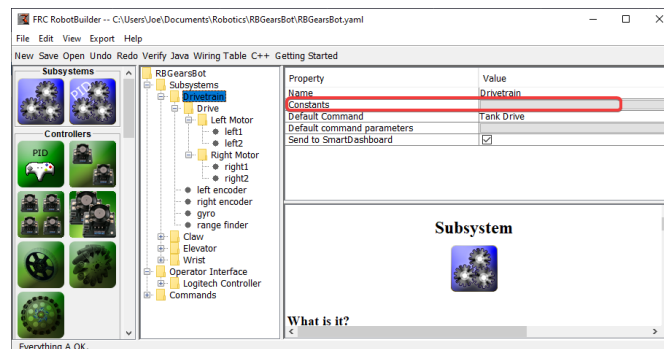 FRC RobotBuilder -- C:\Users\Joe\Documents\Robotics\RBGearsBot\RBGearsBot.yaml
File Edit View Export Help
New Save Open Undo Redo Verify Java Wiring Table C++ Getting Started
Subsystems
PID
Controllers
PID
RBGearsBot
Subsystems
Drivetrain
Drive
Left Motor
left1
left2
Right Motor
right1
right2
left encoder
right encoder
gyro
range finder
Claw
Elevator
Wrist
Operator Interface
Logitech Controller
Commands
Property Value
Name Drivetrain
Constants
Default Command Tank Drive
Default command parameters
Send to SmartDashboard
Subsystem
What is it?
Everything A OK.